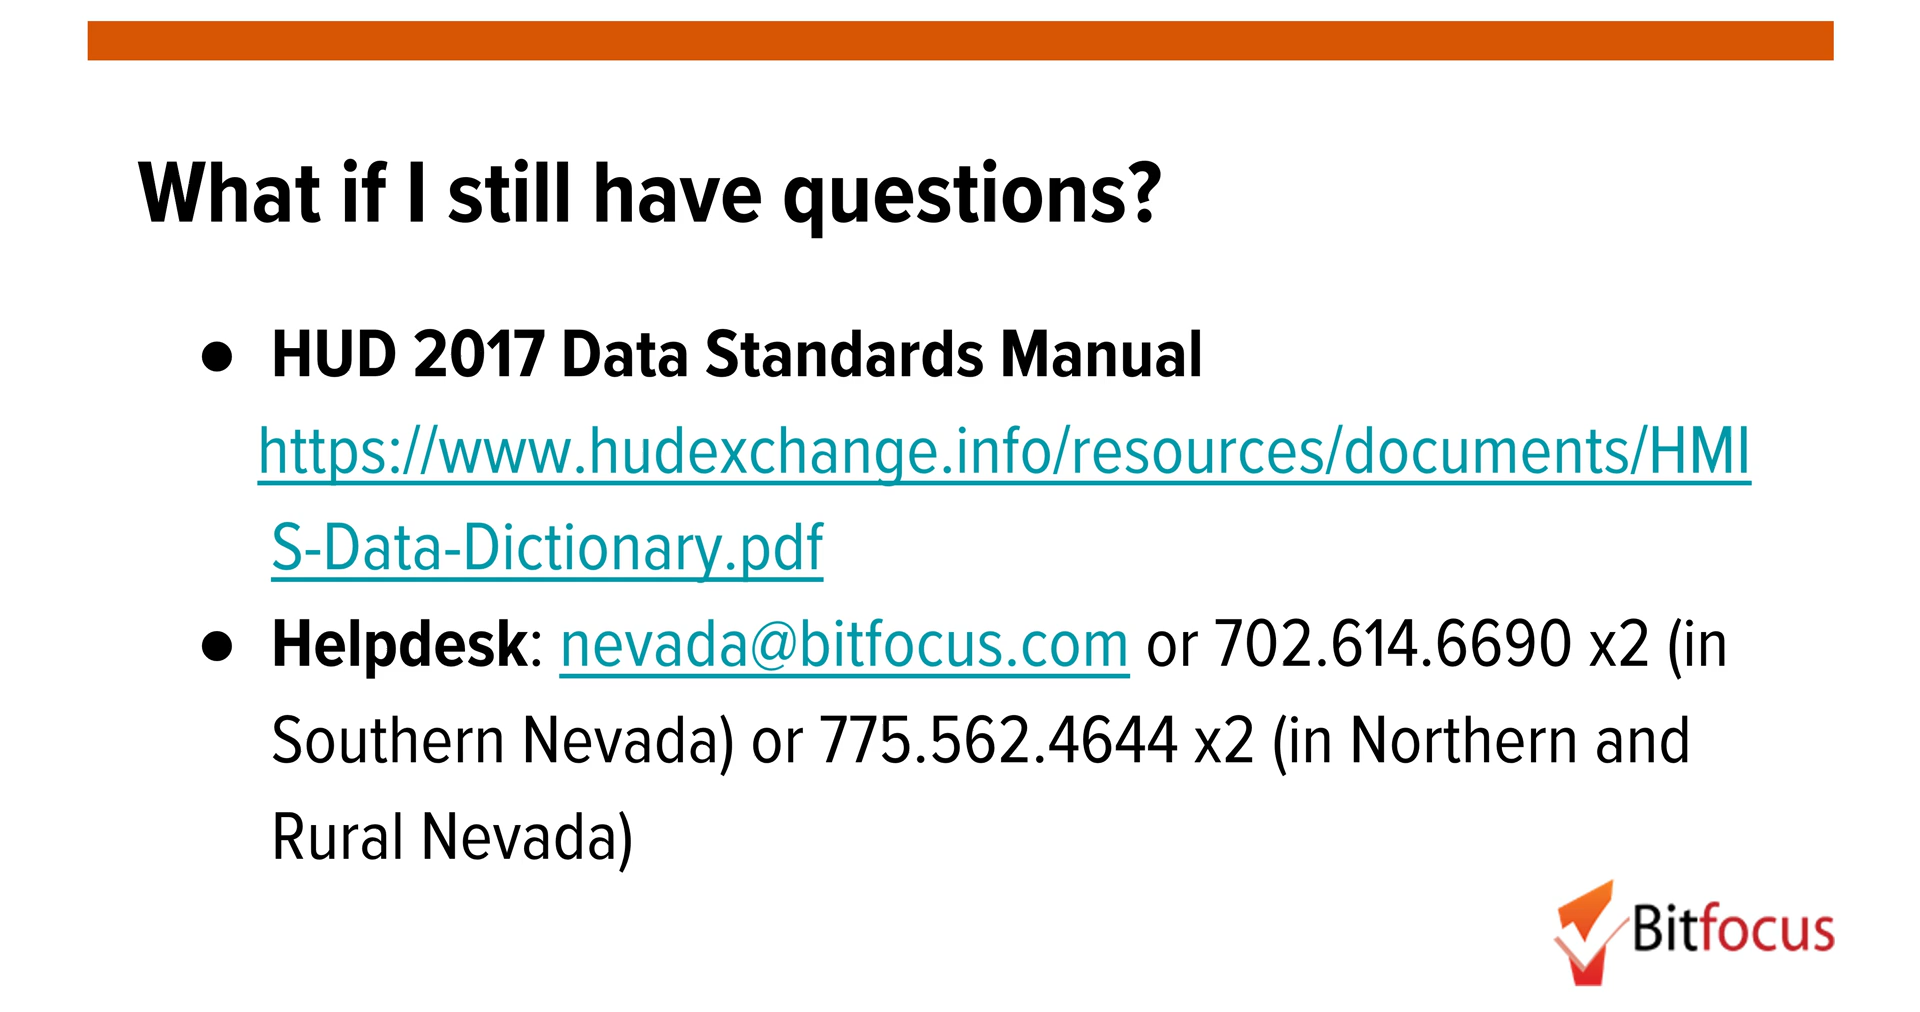 What if I still have questions?
● HUD 2017 Data Standards Manual
https://www.hudexchange.info/resources/documents/HMI
S-Data-Dictionary.pdf
● Helpdesk: nevada@bitfocus.com or 702.614.6690 x2 (in
Southern Nevada) or 775.562.4644 x2 (in Northern and
Rural Nevada)
Bitfocus